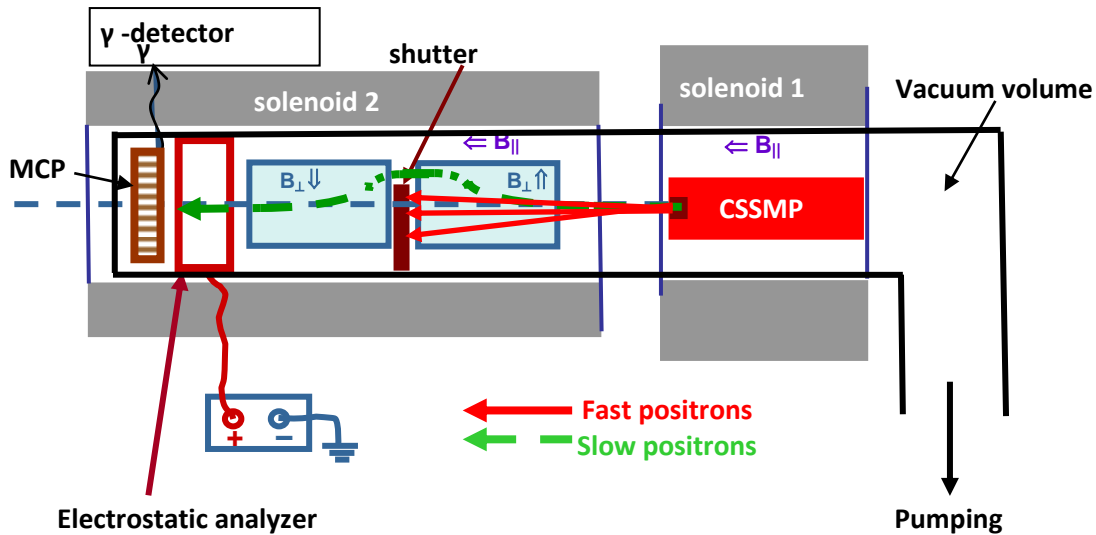 γ -detector
γ
shutter
solenoid 2
solenoid 1
Vacuum volume
⇐ B||
⇐ B||
MCP
B⊥⇓
B⊥⇑
CSSMP
+
−
Fast positrons
Slow positrons
Electrostatic analyzer
Pumping